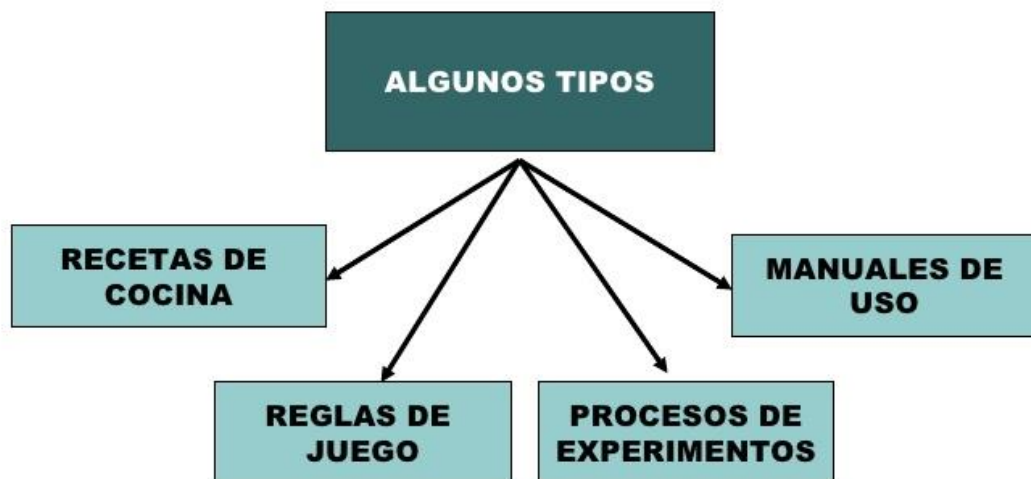 ALGUNOS TIPOS
RECETAS DE
COCINA
MANUALES DE
USO
REGLAS DE
JUEGO
PROCESOS DE
EXPERIMENTOS